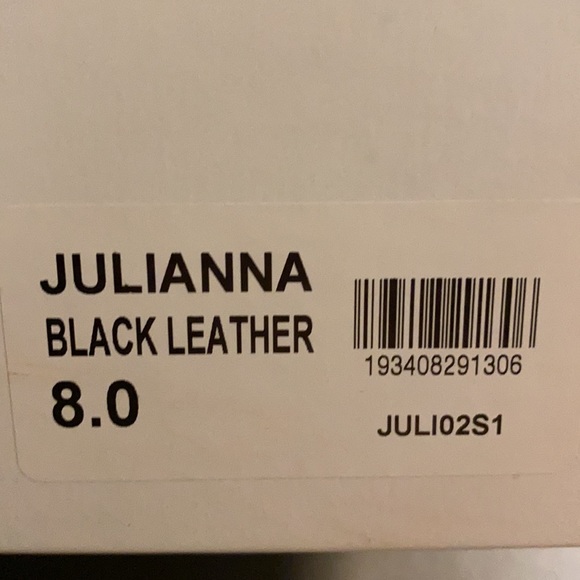 JULIANNA
BLACK LEATHER
8.0
193408291306
JULI02S1